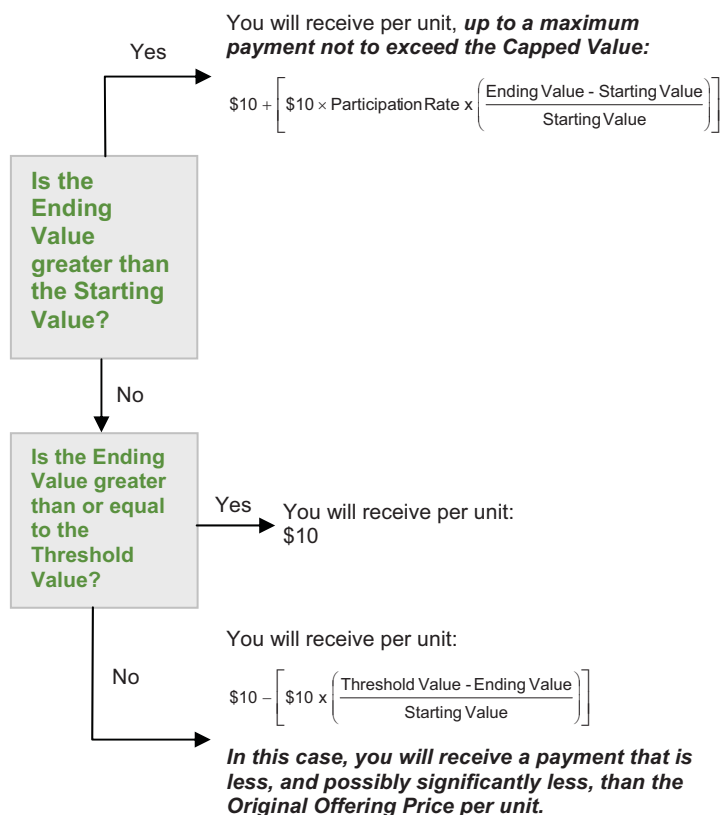 You will receive per unit, up to a maximum
payment not to exceed the Capped Value:
Yes
$10 + [ $10 × Participation Rate x ( Ending Value - Starting Value / Starting Value ) ]
Is the
Ending
Value
greater than
the Starting
Value?
No
Is the Ending
Value greater
than or equal
to the
Threshold
Value?
Yes
You will receive per unit:
$10
You will receive per unit:
No
$10 – [ $10 x ( Threshold Value - Ending Value / Starting Value ) ]
In this case, you will receive a payment that is
less, and possibly significantly less, than the
Original Offering Price per unit.